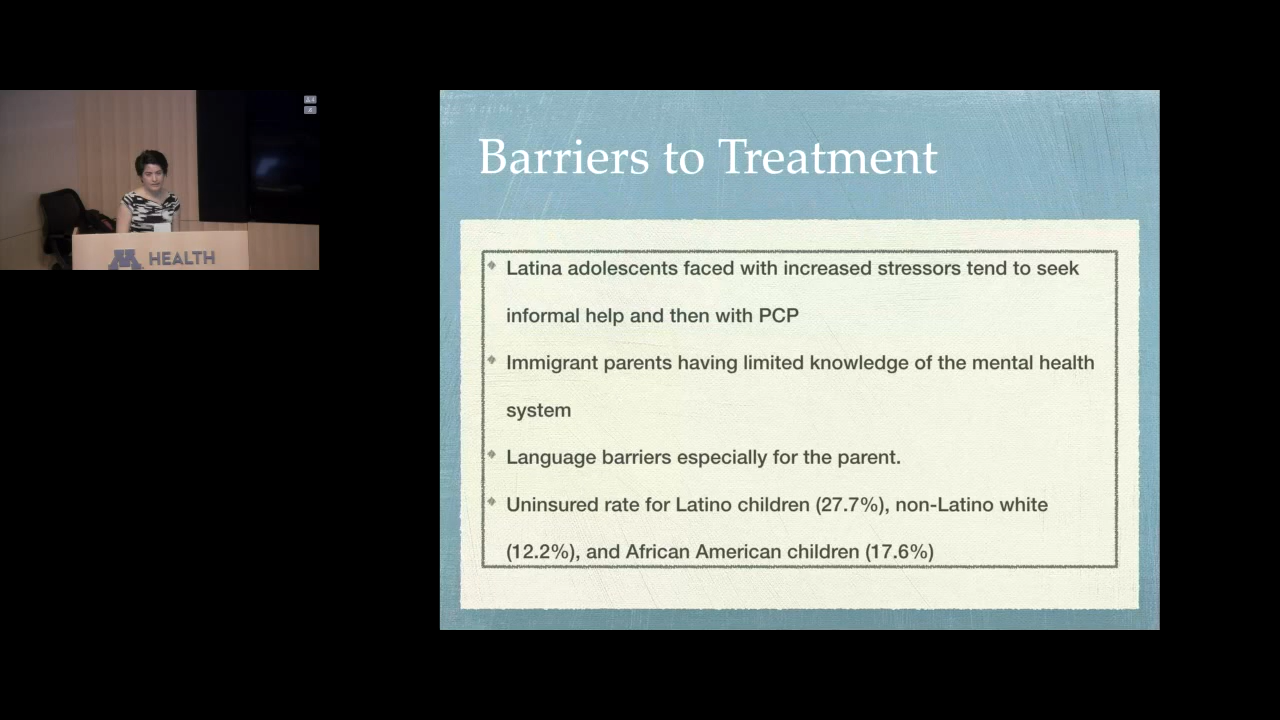 Barriers to Treatment
Latina adolescents faced with increased stressors tend to seek
informal help and then with PCP
Immigrant parents having limited knowledge of the mental health
system
Language barriers especially for the parent.
Uninsured rate for Latino children (27.7%), non-Latino white
(12.2%), and African American children (17.6%)
M HEALTH